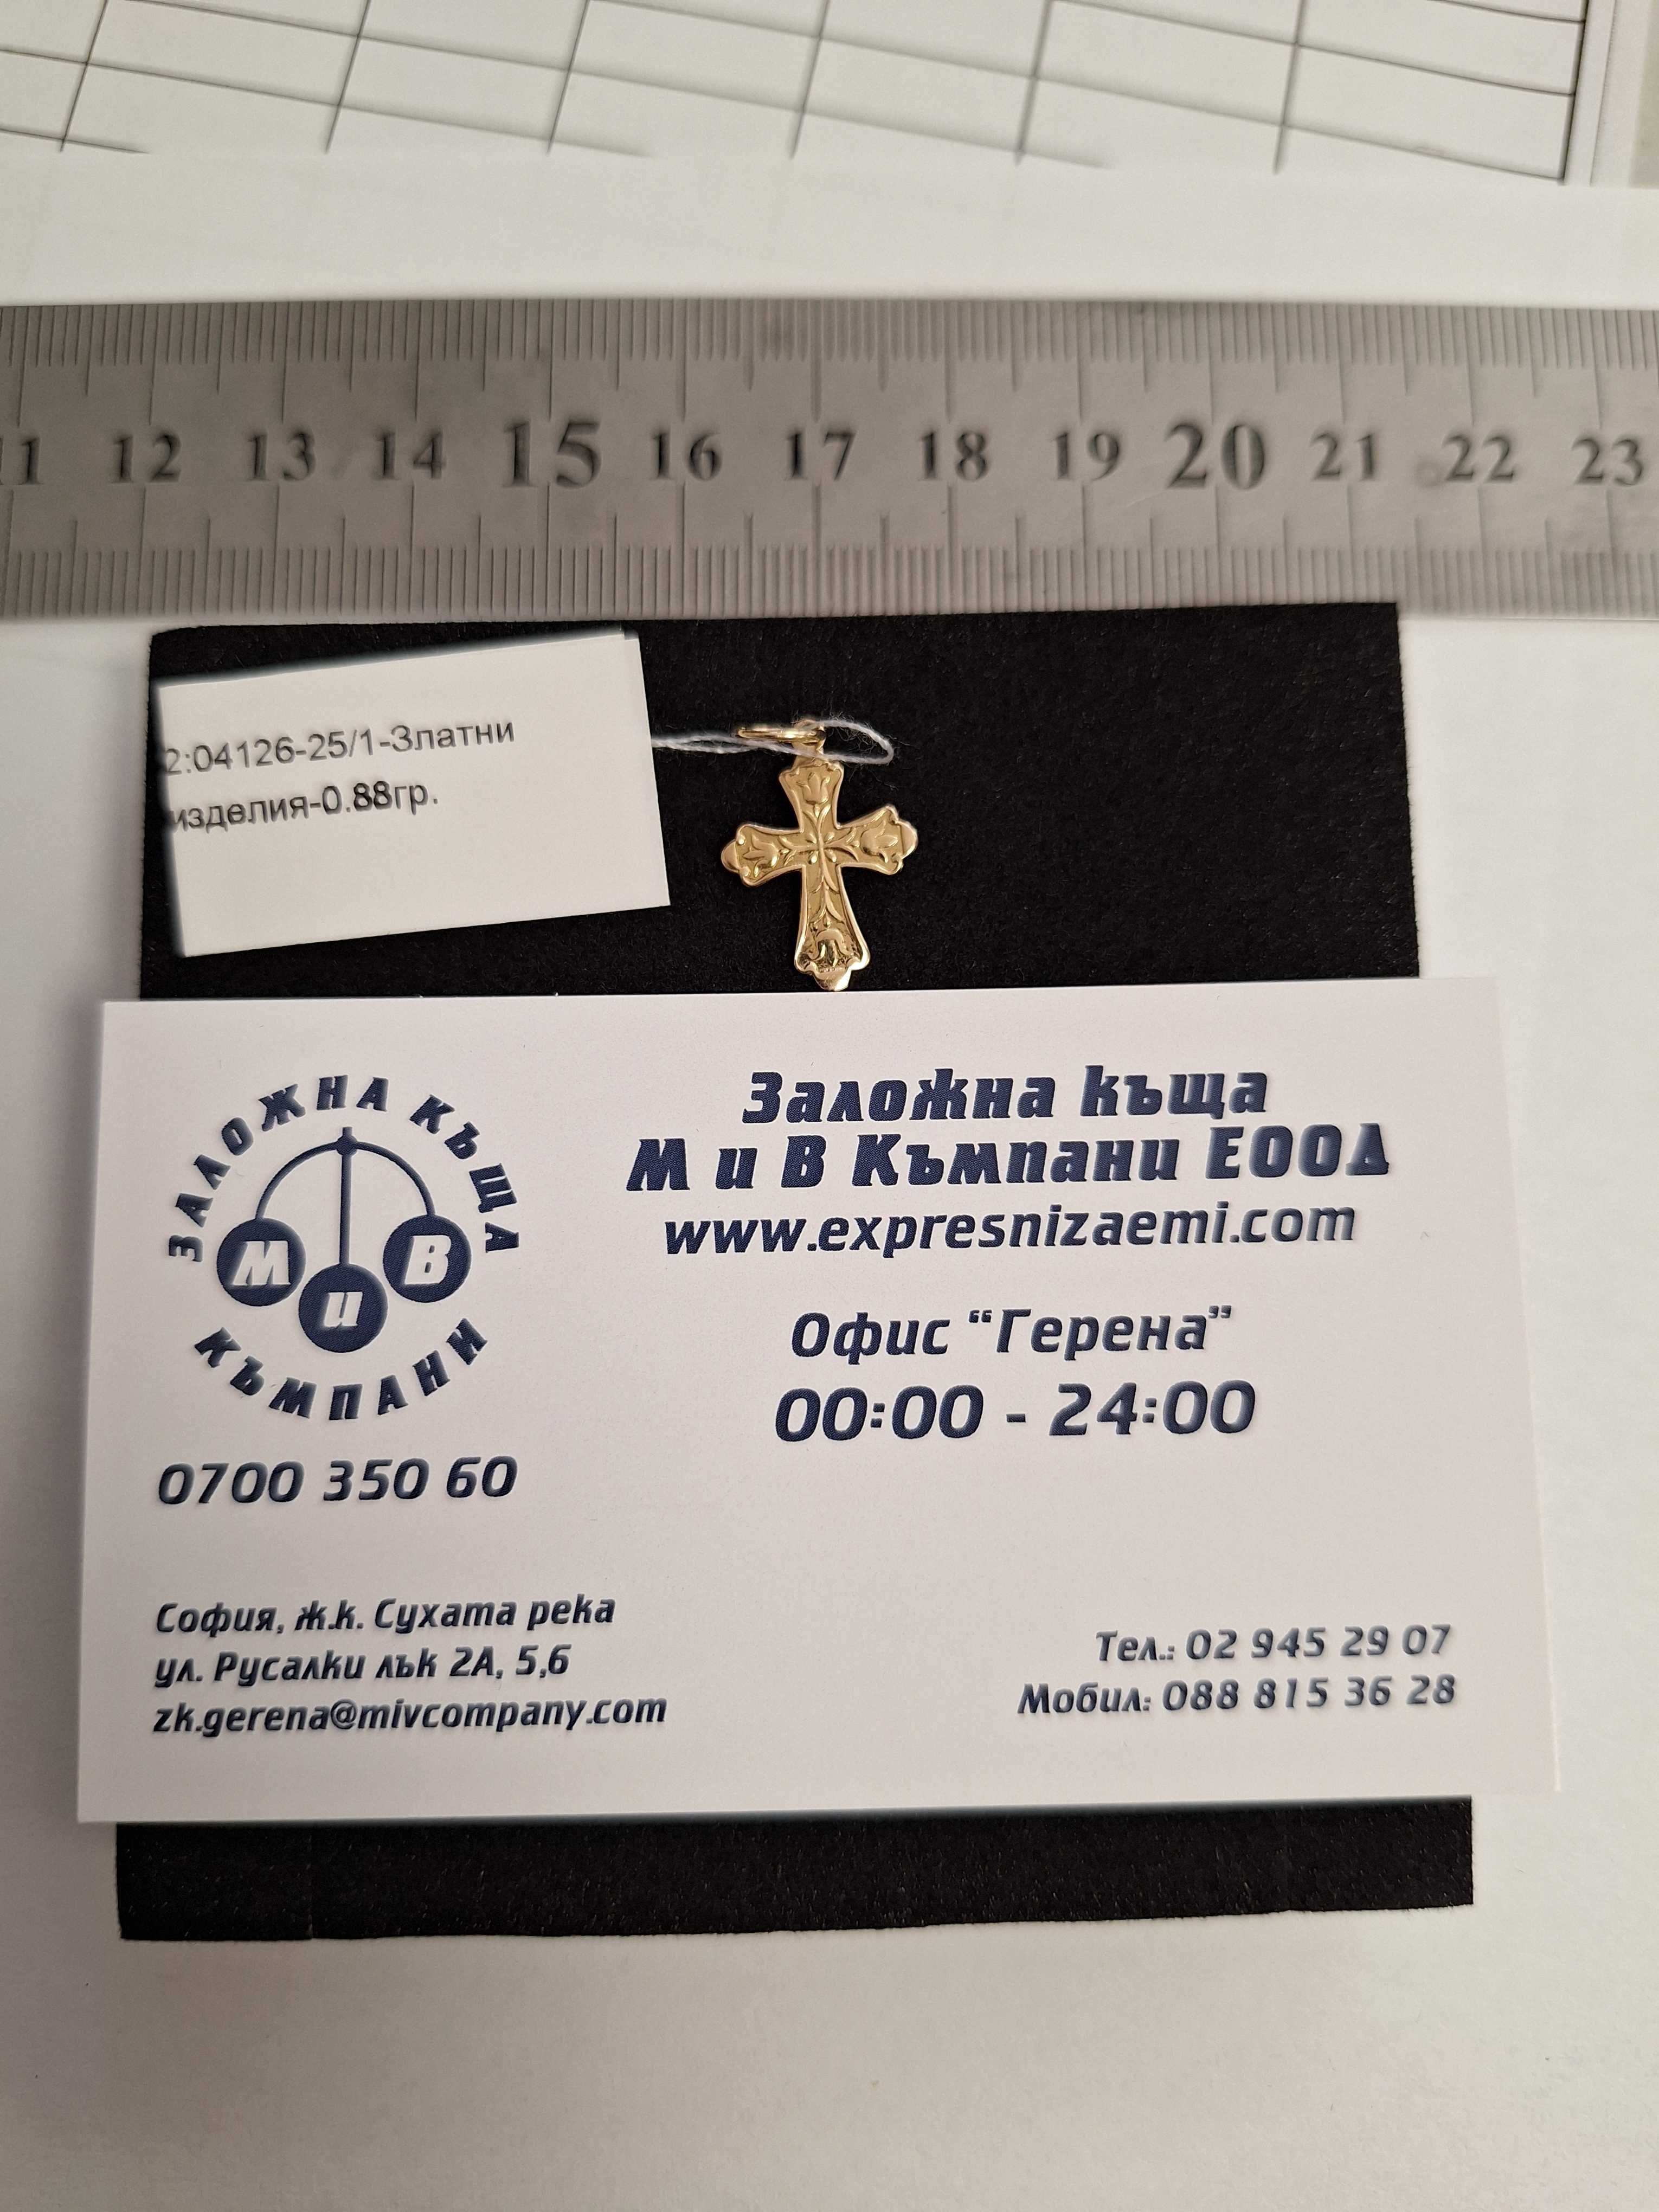 11 12 13 14 15 16 17 18 19 20 21 22 23
2:04126-25/1-Златни
изделия-0.88гр.
ЗАЛОЖНА КЪЩА
М и В
КЪМПАНИ
0700 350 60
Заложна къща
М и В Къмпани ЕООД
www.expresnizaemi.com
Офис “Герена”
00:00 - 24:00
София, ж.к. Сухата река
ул. Русалки лък 2А, 5,6
zk.gerena@mivcompany.com
Тел.: 02 945 29 07
Мобил: 088 815 36 28